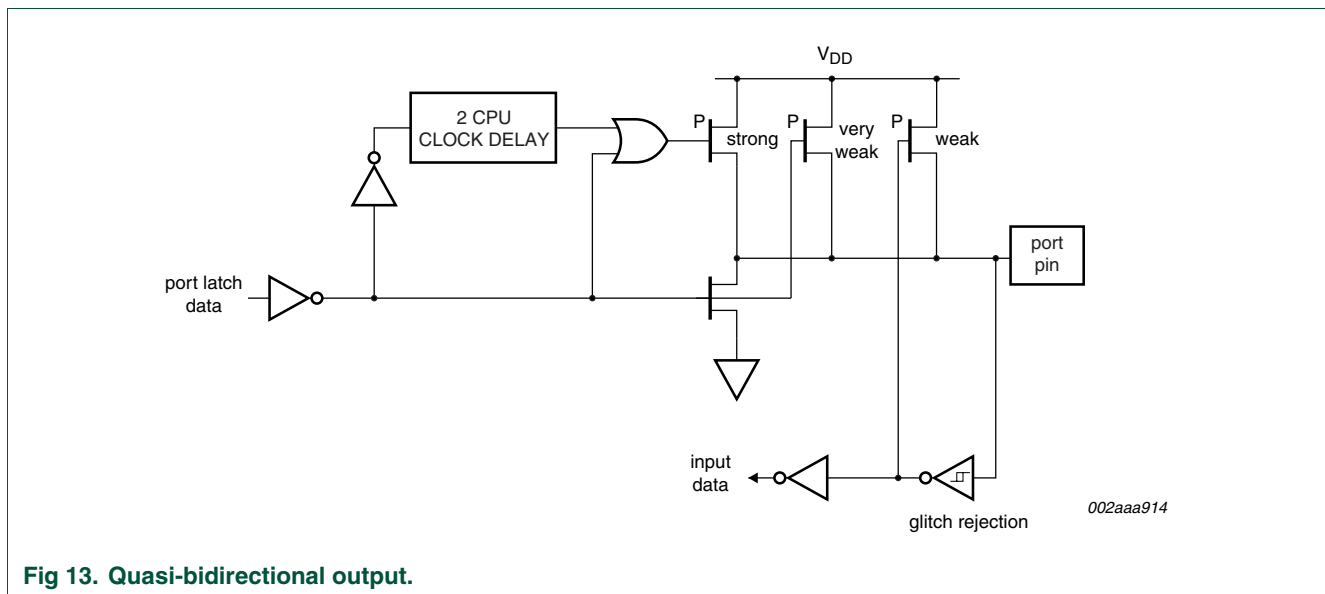 V_DD
2 CPU
CLOCK DELAY
P
strong
P
very
weak
P
weak
port
pin
port latch
data
input
data
glitch rejection
002aaa914
Fig 13. Quasi-bidirectional output.